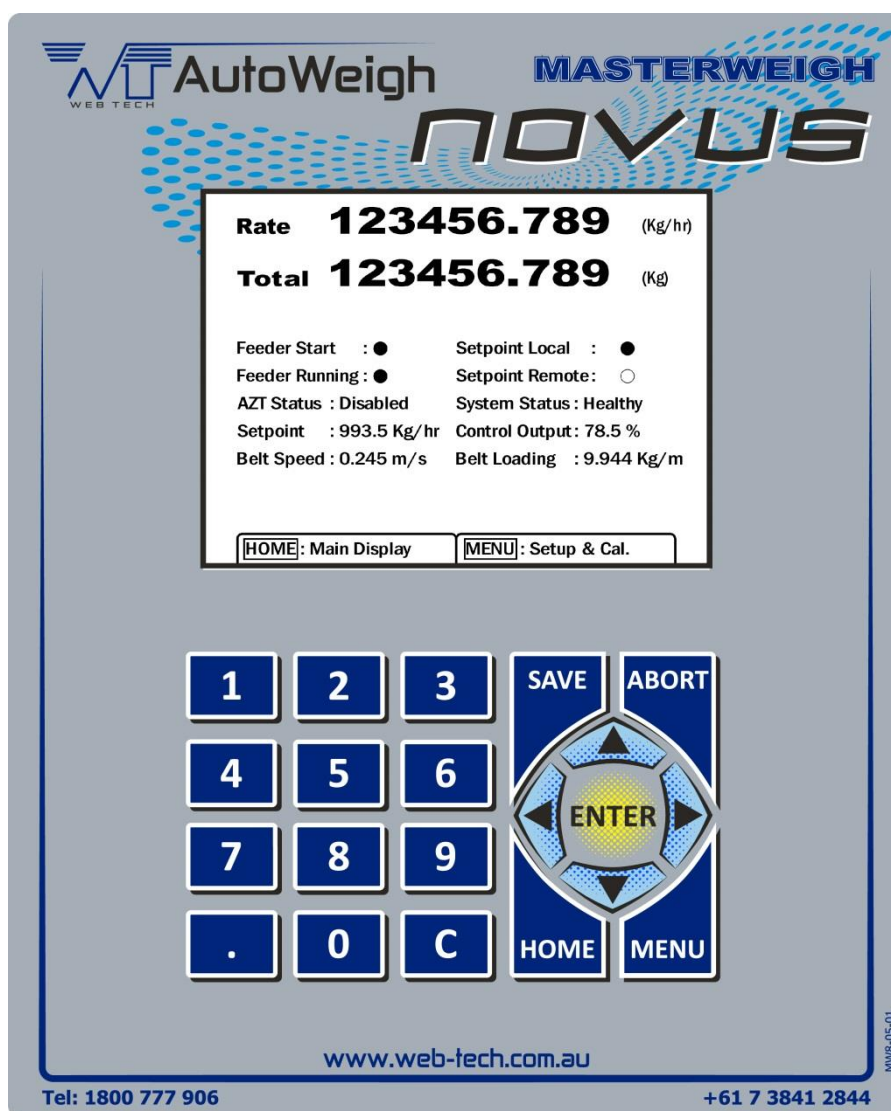 WEB TECH
AutoWeigh
MASTERWEIGH
novus
Rate 123456.789 (Kg/hr)
Total 123456.789 (Kg)
Feeder Start : ● Setpoint Local : ●
Feeder Running : ● Setpoint Remote : ○
AZT Status : Disabled System Status : Healthy
Setpoint : 993.5 Kg/hr Control Output : 78.5 %
Belt Speed : 0.245 m/s Belt Loading : 9.944 Kg/m
HOME : Main Display MENU : Setup & Cal.
1 2 3 SAVE ABORT
4 5 6
ENTER
7 8 9
. 0 C HOME MENU
www.web-tech.com.au
MW8-05-01
Tel: 1800 777 906 +61 7 3841 2844